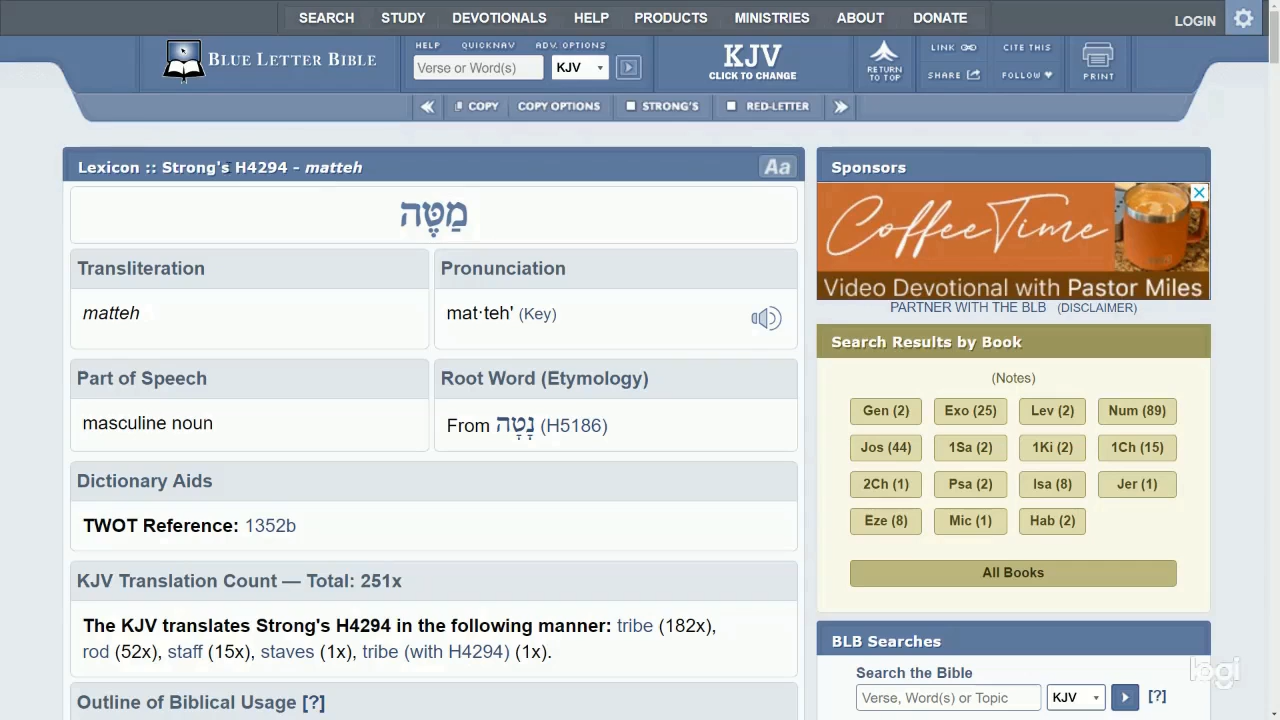 SEARCH STUDY DEVOTIONALS HELP PRODUCTS MINISTRIES ABOUT DONATE LOGIN
BLUE LETTER BIBLE
HELP QUICKNAV ADV. OPTIONS
Verse or Word(s) KJV
KJV
CLICK TO CHANGE
RETURN
TO TOP
LINK CITE THIS
SHARE FOLLOW
PRINT
COPY COPY OPTIONS STRONG'S RED-LETTER
Lexicon :: Strong's H4294 - matteh Aa
מַטֶּה
Transliteration
matteh
Pronunciation
mat·teh' (Key)
Part of Speech
masculine noun
Root Word (Etymology)
From נָטָה (H5186)
Dictionary Aids
TWOT Reference: 1352b
KJV Translation Count — Total: 251x
The KJV translates Strong's H4294 in the following manner: tribe (182x),
rod (52x), staff (15x), staves (1x), tribe (with H4294) (1x).
Outline of Biblical Usage [?]
Sponsors
Coffee Time
Video Devotional with Pastor Miles
PARTNER WITH THE BLB (DISCLAIMER)
Search Results by Book
(Notes)
Gen (2) Exo (25) Lev (2) Num (89)
Jos (44) 1Sa (2) 1Ki (2) 1Ch (15)
2Ch (1) Psa (2) Isa (8) Jer (1)
Eze (8) Mic (1) Hab (2)
All Books
BLB Searches
Search the Bible
Verse, Word(s) or Topic KJV [?]
logi